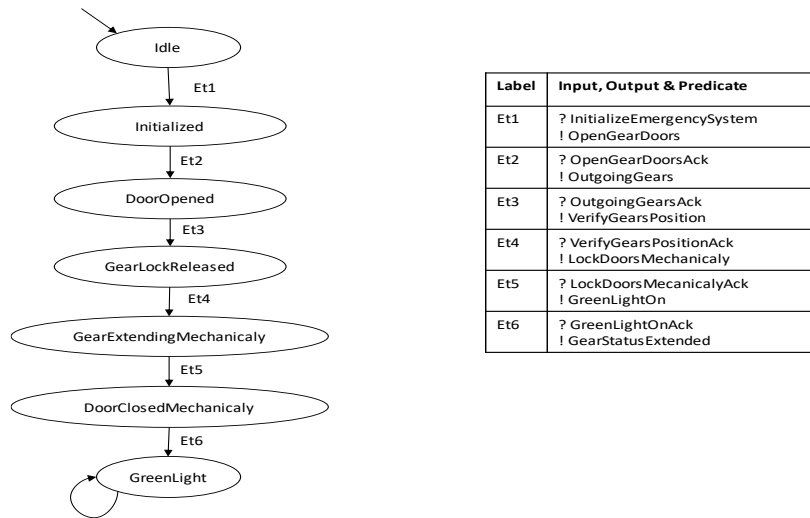 Idle
Et1
Initialized
Et2
DoorOpened
Et3
GearLockReleased
Et4
GearExtendingMechanicaly
Et5
DoorClosedMechanicaly
Et6
GreenLight
Label Input, Output & Predicate
Et1 ? InitializeEmergencySystem
! OpenGearDoors
Et2 ? OpenGearDoorsAck
! OutgoingGears
Et3 ? OutgoingGearsAck
! VerifyGearsPosition
Et4 ? VerifyGearsPositionAck
! LockDoorsMechanicaly
Et5 ? LockDoorsMecanicalyAck
! GreenLightOn
Et6 ? GreenLightOnAck
! GearStatusExtended